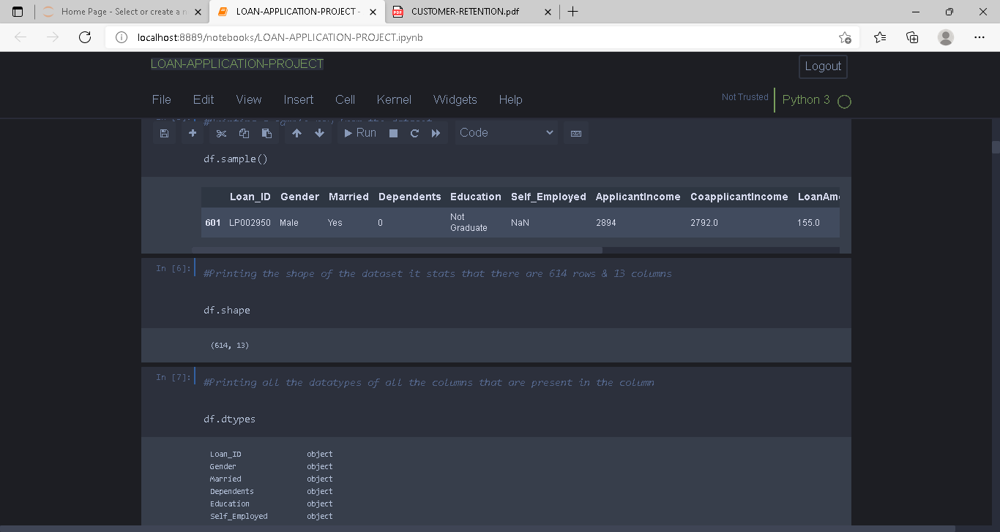 Home Page - Select or create a n
LOAN-APPLICATION-PROJECT -
PDF
CUSTOMER-RETENTION.pdf
localhost:8889/notebooks/LOAN-APPLICATION-PROJECT.ipynb
LOAN-APPLICATION-PROJECT
Logout
File Edit View Insert Cell Kernel Widgets Help
Not Trusted
Python 3
Run
Code
df.sample()
Loan_ID Gender Married Dependents Education Self_Employed ApplicantIncome CoapplicantIncome LoanAm
601 LP002950 Male Yes 0 Not Graduate NaN 2894 2792.0 155.0
In [6]:
#Printing the shape of the dataset it stats that there are 614 rows & 13 columns
df.shape
(614, 13)
In [7]:
#Printing all the datatypes of all the columns that are present in the column
df.dtypes
Loan_ID object
Gender object
Married object
Dependents object
Education object
Self_Employed object